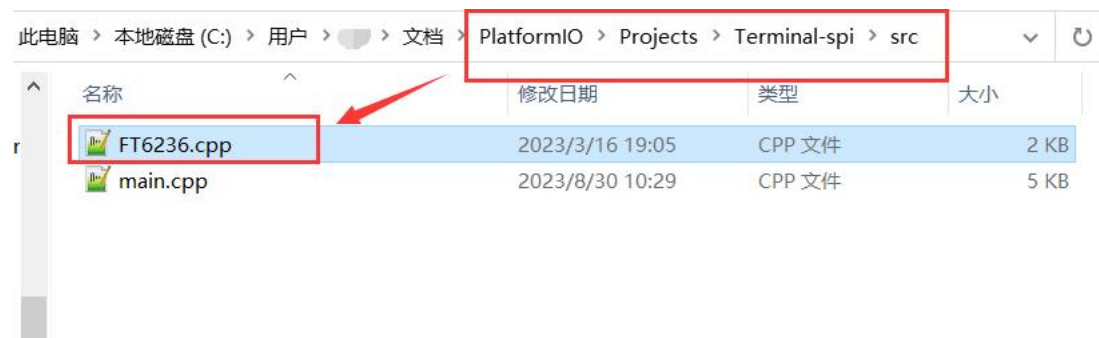 此电脑 > 本地磁盘 (C:) > 用户 > > 文档 > PlatformIO > Projects > Terminal-spi > src
名称 修改日期 类型 大小
FT6236.cpp 2023/3/16 19:05 CPP 文件 2 KB
main.cpp 2023/8/30 10:29 CPP 文件 5 KB